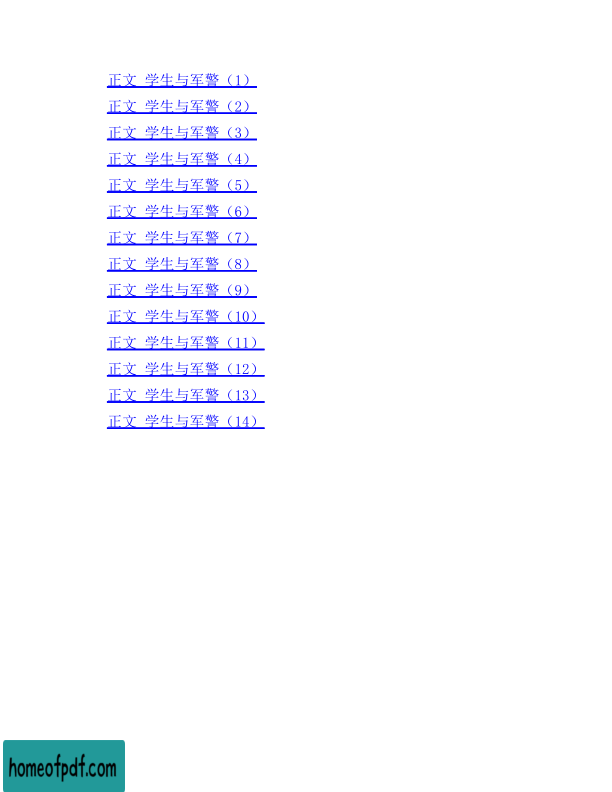 正文 学生与军警（1）
正文 学生与军警（2）
正文 学生与军警（3）
正文 学生与军警（4）
正文 学生与军警（5）
正文 学生与军警（6）
正文 学生与军警（7）
正文 学生与军警（8）
正文 学生与军警（9）
正文 学生与军警（10）
正文 学生与军警（11）
正文 学生与军警（12）
正文 学生与军警（13）
正文 学生与军警（14）
homeofpdf.com